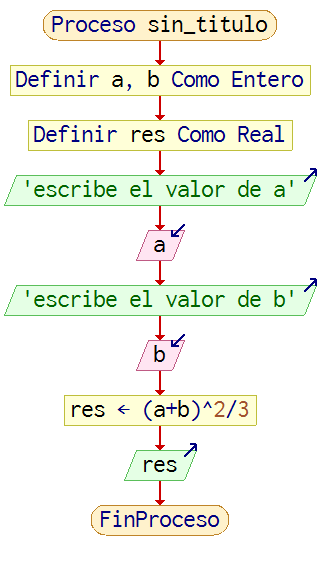 Proceso sin_titulo
Definir a, b Como Entero
Definir res Como Real
'escribe el valor de a'
a
'escribe el valor de b'
b
res ← (a+b)^2/3
res
FinProceso